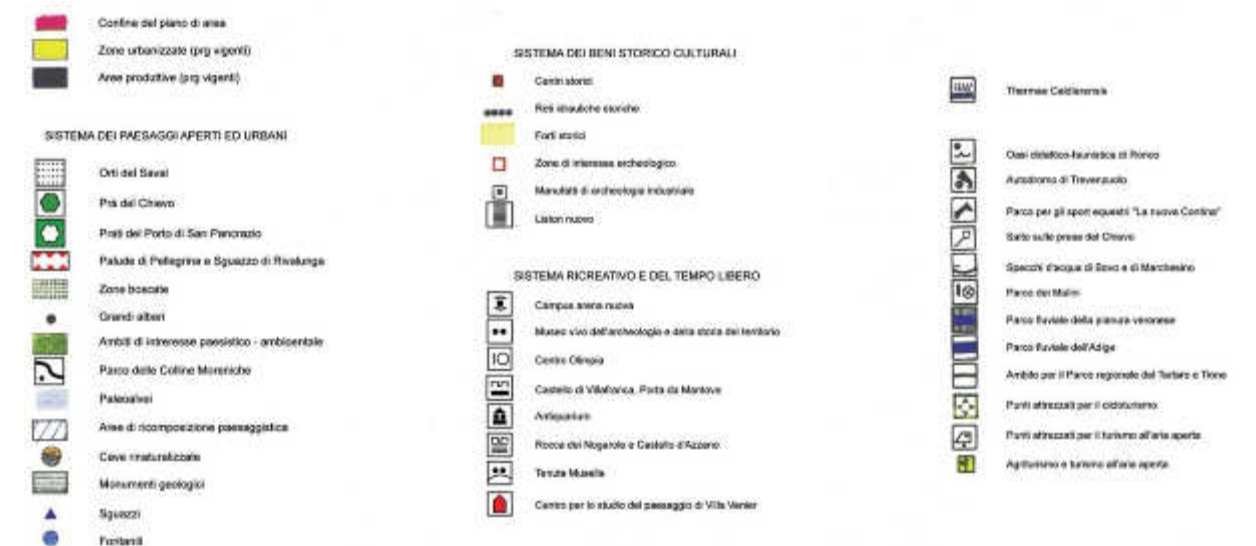 Confine del piano di area
Zone urbanizzate (prg vigenti)
Aree produttive (prg vigenti)
SISTEMA DEI PAESAGGI APERTI ED URBANI
Orti dei Saval
Prà del Chievo
Prati del Porto di San Pancrazio
Palude di Pellegrina e Sguazzo di Rivalunga
Zone boscate
Grandi alberi
Ambiti di intreresse paesistico - ambioentale
Parco delle Colline Moreniche
Paleoalvei
Aree di ricomposizione paesaggistica
Cave rinaturalizzate
Monumenti geologici
Sguazzi
Fontanili
SISTEMA DEI BENI STORICO CULTURALI
Centri storici
Reti idrauliche storiche
Forti storici
Zone di interesse archeologico
Manufatti di archeologia industriale
Liston nuovo
SISTEMA RICREATIVO E DEL TEMPO LIBERO
Campus arena nuova
Museo vivo dell'archeologia e della storia del territorio
Centro Olimpia
Castello di Villafranca, Porta da Mantova
Antiquarium
Rocca dei Nogarole e Castello d'Azzano
Tenuta Musella
Centro per lo studio del paesaggio di Villa Venier
Thermae Caldierensis
Oasi didattico-faunistica di Ronco
Autodromo di Trevenzuolo
Parco per gli sport equestri "La nuova Contina"
Salto sulle prese del Chievo
Specchi d'acqua di Bovo e di Marchesino
Parco dei Mulini
Parco fluviale della pianura veronese
Parco fluviale dell'Adige
Ambito per il Parco regionale del Tartaro e Tione
Punti attrezzati per il cicloturismo
Punti attrezzati per il turismo all'aria aperta
Agriturismo e turismo all'aria aperta